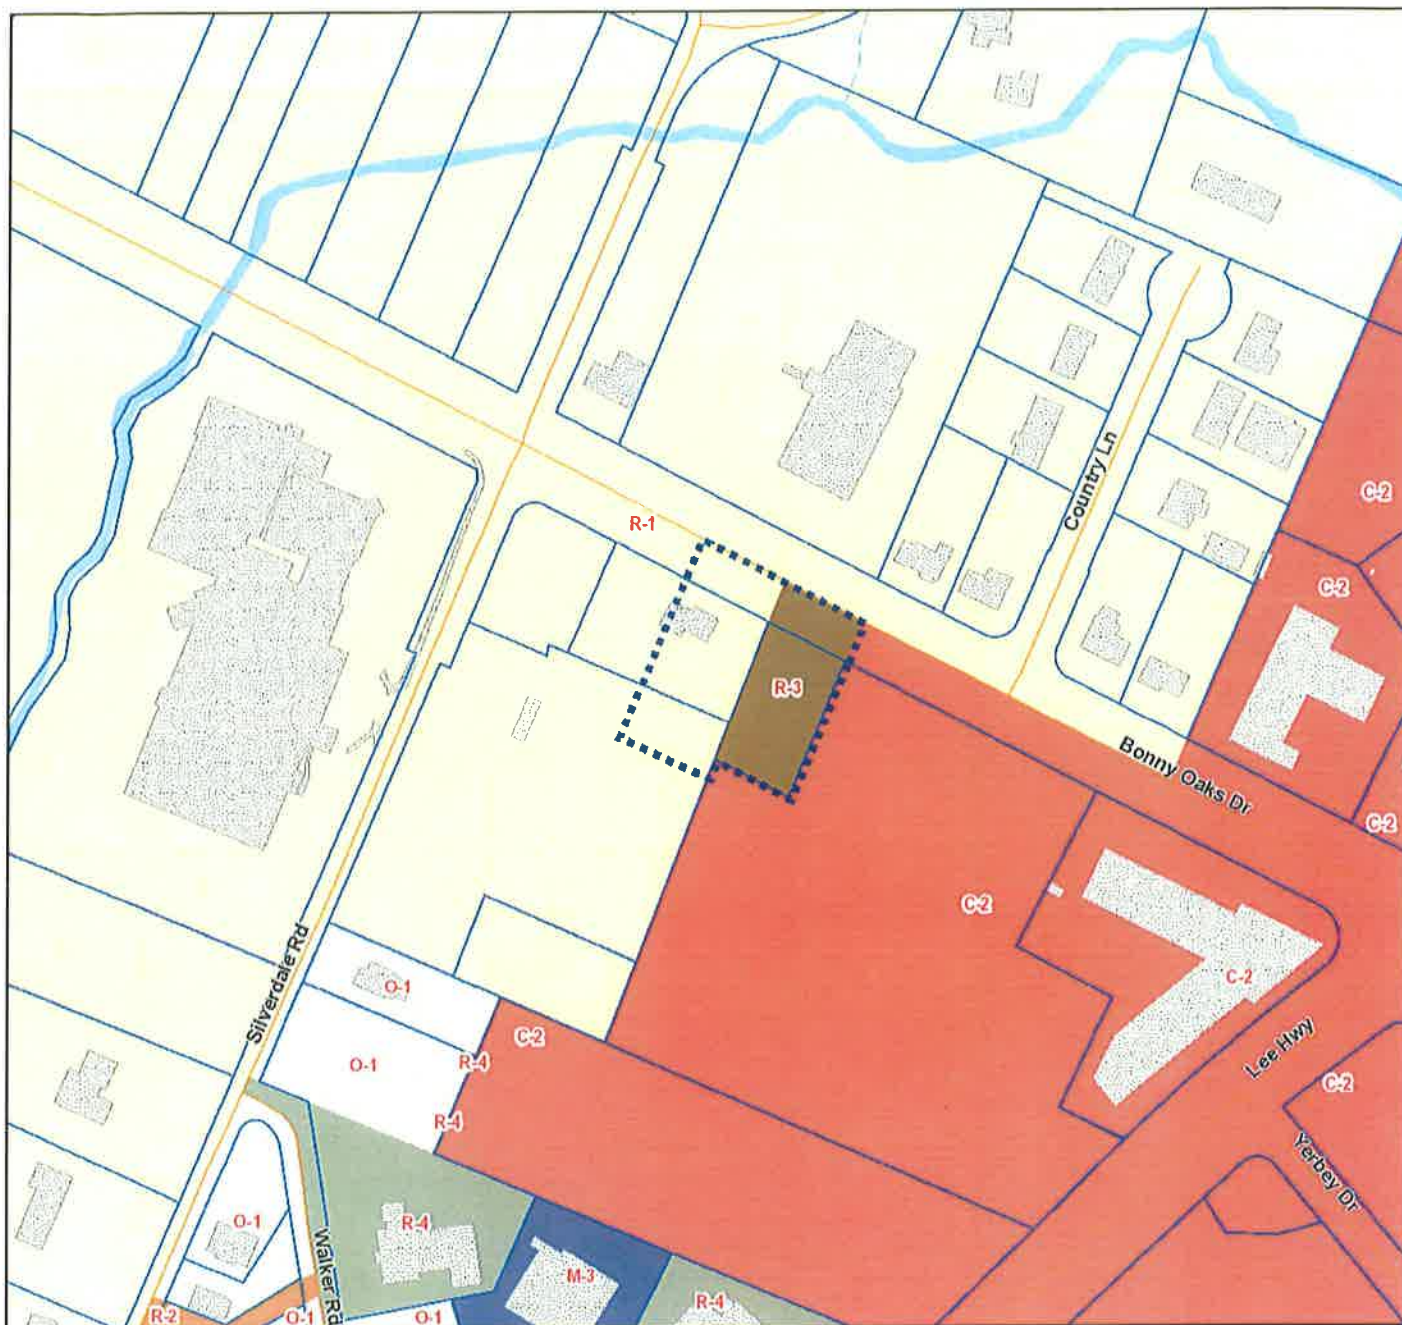 Country Ln
C-2
R-1
C-2
R-3
Bonny Oaks Dr
C-2
C-2
Silverdale Rd
C-2
O-1
C-2
O-1
R-4
Lee Hwy
C-2
R-4
Yerbey Dr
O-1
R-4
Walker Rd
M-3
R-2
O-1
O-1
R-4